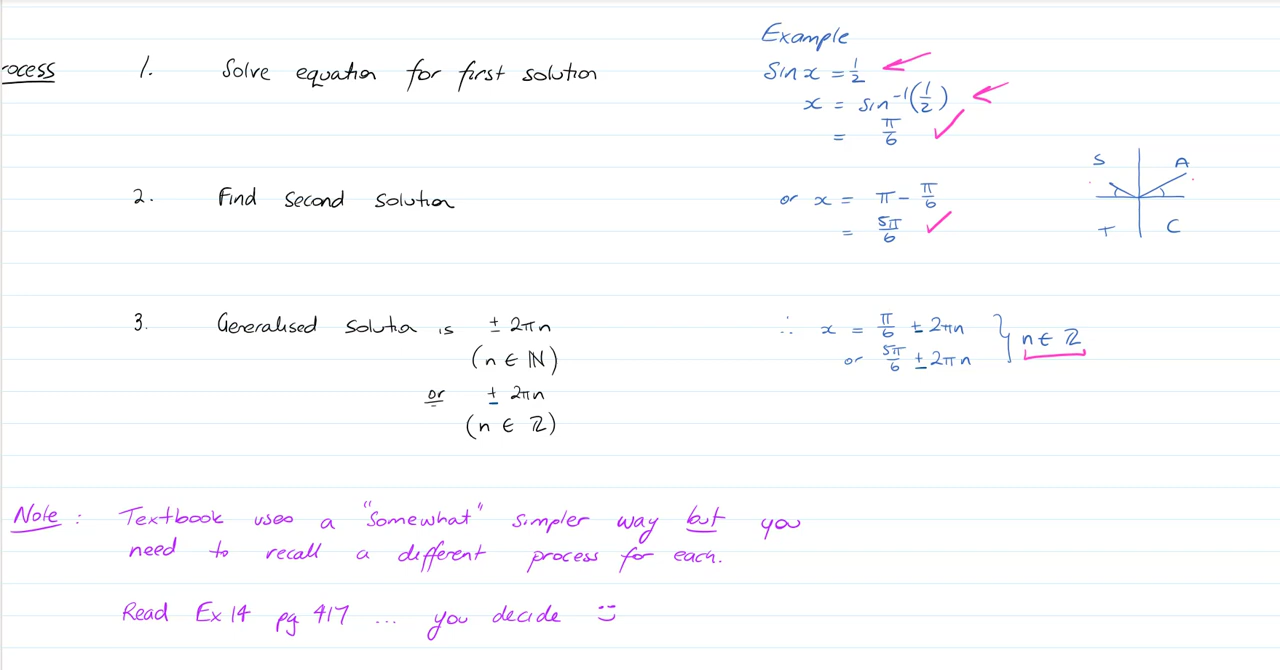 Example
rocess 1. Solve equation for first solution
sin x = 1/2
x = sin⁻¹(1/2)
= π/6
S A
2. Find second solution
or x = π - π/6
= 5π/6
T C
3. Generalised solution is ± 2πn
(n ∈ ℕ)
or ± 2πn
(n ∈ ℤ)
∴ x = π/6 ± 2πn
or 5π/6 ± 2πn } n ∈ ℤ
Note : Textbook uses a "somewhat" simpler way but you
need to recall a different process for each.
Read Ex 14 pg 417 ... you decide